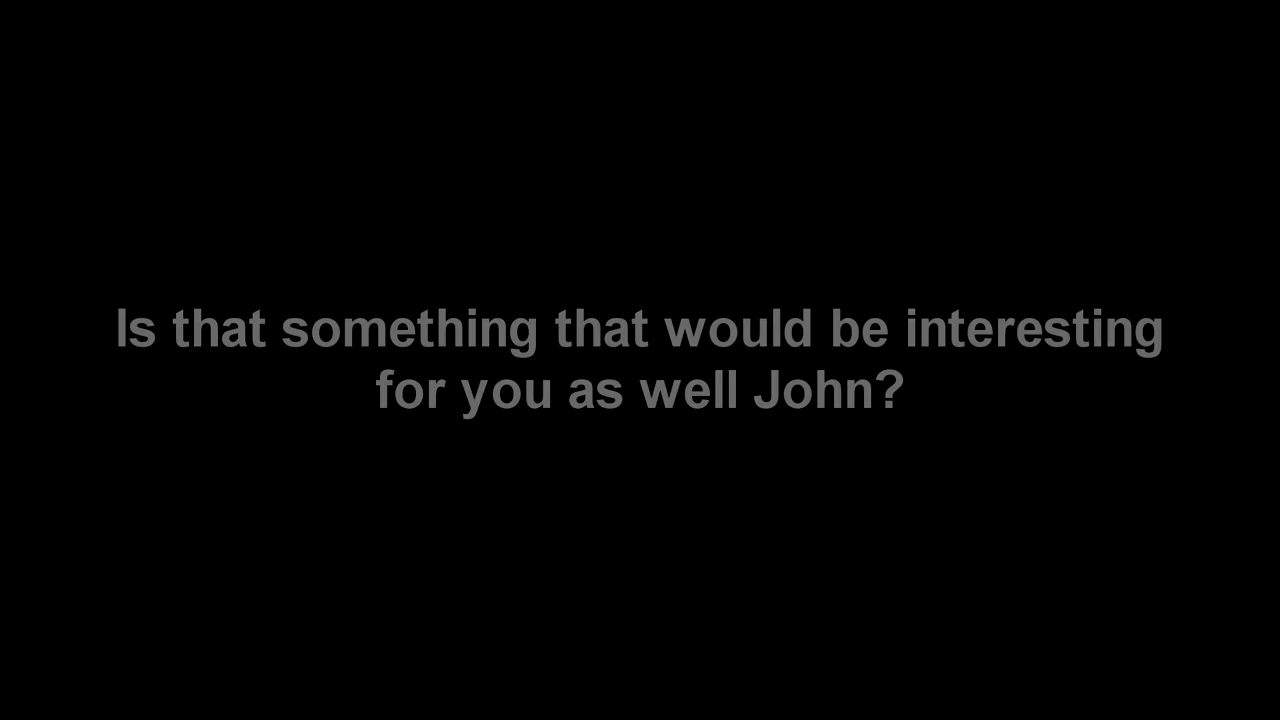 Is that something that would be interesting
for you as well John?